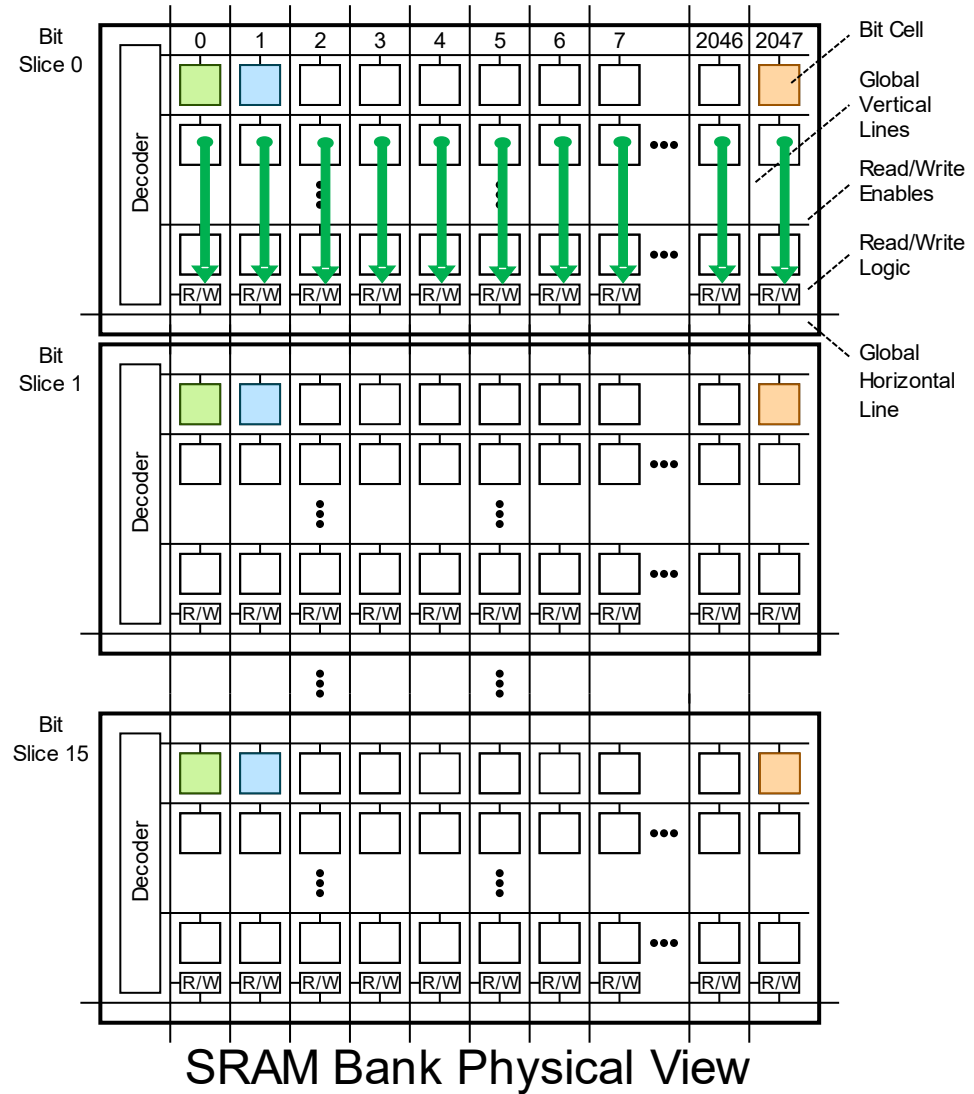 Bit
Slice 0
Decoder
0 1 2 3 4 5 6 7 2046 2047
R/W R/W R/W R/W R/W R/W R/W R/W R/W R/W
Bit Cell
Global
Vertical
Lines
Read/Write
Enables
Read/Write
Logic
Global
Horizontal
Line
Bit
Slice 1
Decoder
R/W R/W R/W R/W R/W R/W R/W R/W R/W R/W
Bit
Slice 15
Decoder
R/W R/W R/W R/W R/W R/W R/W R/W R/W R/W
SRAM Bank Physical View